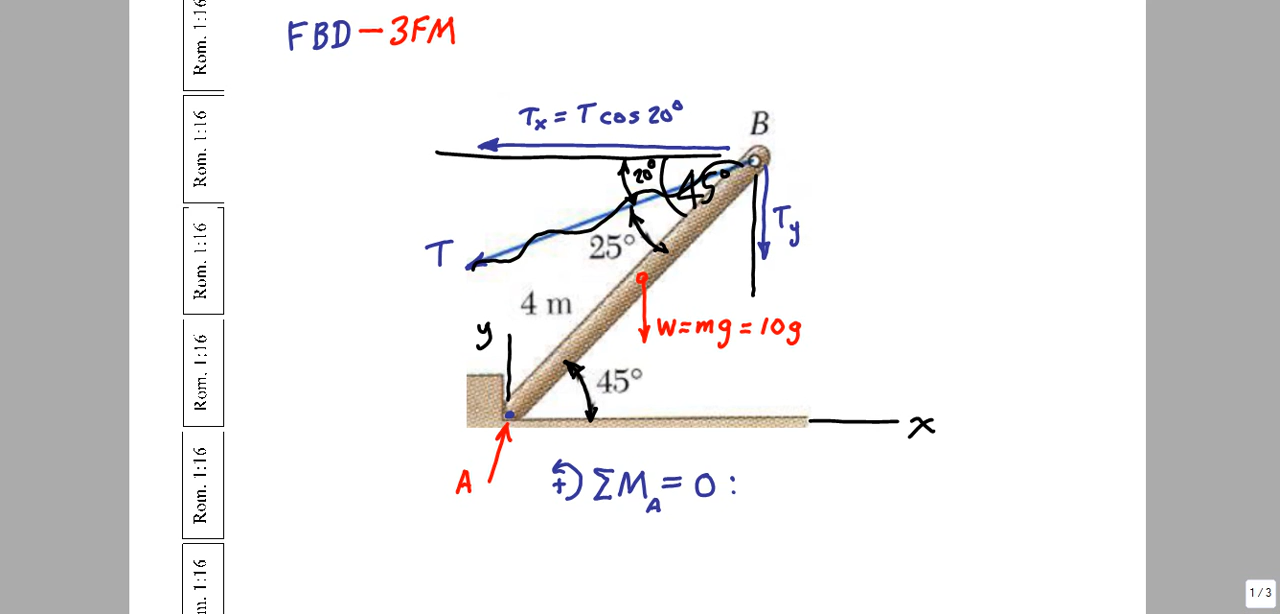 Rom. 1:16
Rom. 1:16
Rom. 1:16
Rom. 1:16
Rom. 1:16
m. 1:16
FBD - 3FM
Tx = T cos 20°
B
20°
45°
Ty
T
25°
4 m
W = mg = 10g
y
45°
x
A
+) ΣM_A = 0 :
1 / 3